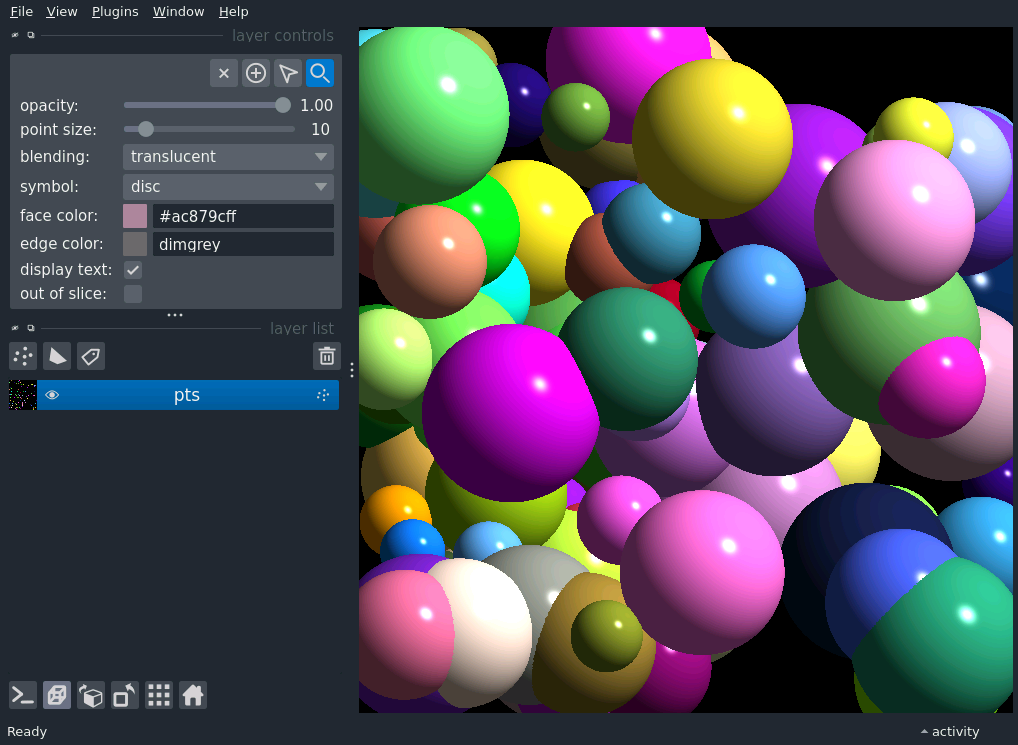 File View Plugins Window Help
layer controls
opacity: 1.00
point size: 10
blending: translucent
symbol: disc
face color: #ac879cff
edge color: dimgrey
display text:
out of slice:
layer list
pts
Ready activity